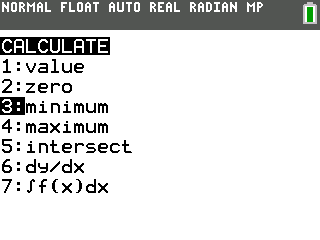 NORMAL FLOAT AUTO REAL RADIAN MP
CALCULATE
1:value
2:zero
3:minimum
4:maximum
5:intersect
6:dy/dx
7:∫f(x)dx